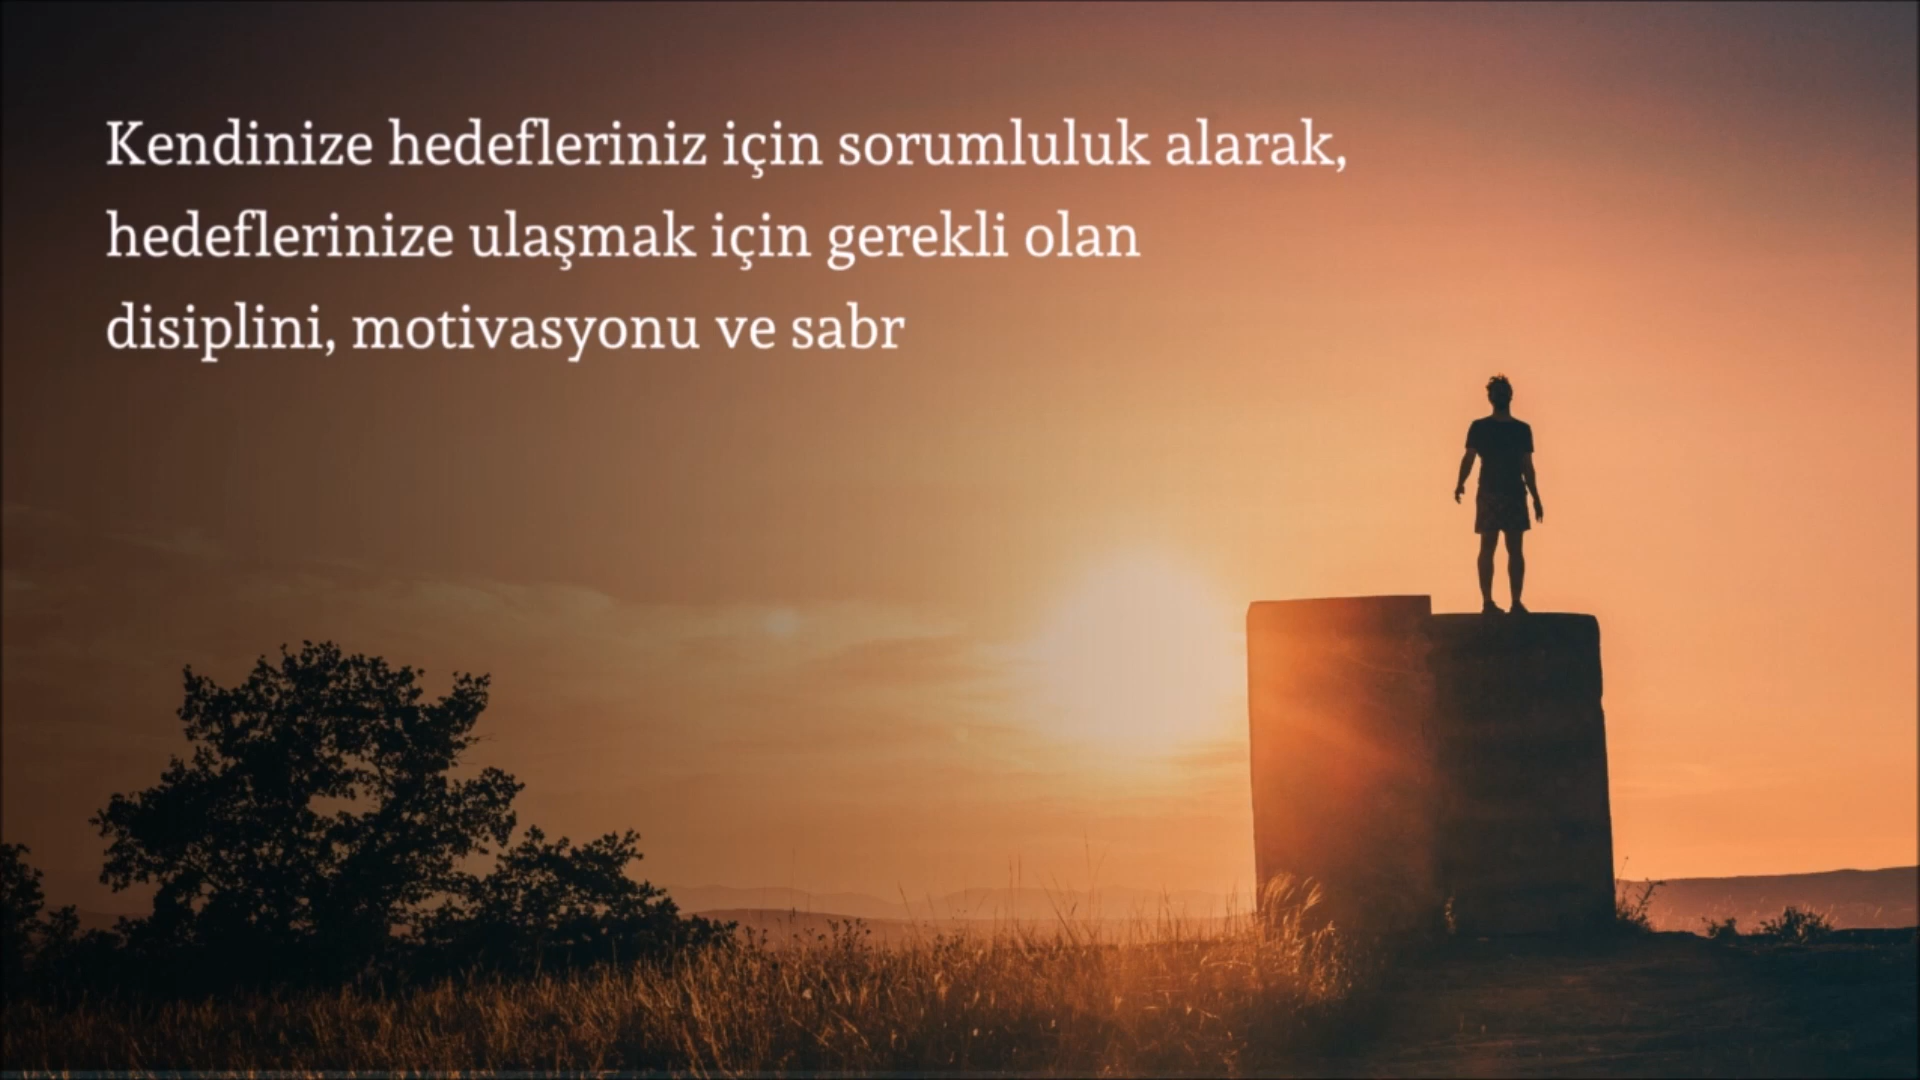 Kendinize hedefleriniz için sorumluluk alarak,
hedeflerinize ulaşmak için gerekli olan
disiplini, motivasyonu ve sabr